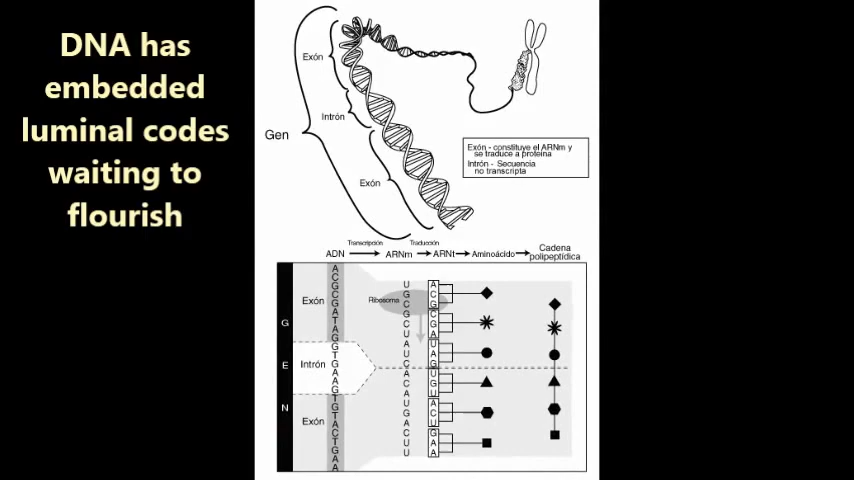 DNA has
embedded
luminal codes
waiting to
flourish
Gen
Exón
Intrón
Exón
Exón - constituye el ARNm y
se traduce a proteina
Intrón - Secuencia
no transcripta
ADN
Transcripción
ARNm
Traducción
ARNt
Aminoácido
Cadena
polipeptídica
G E N
Exón
Intrón
Exón
A C G C G A T A G G T G A A G T G T A C T G A A
Ribosoma
U G C G C U A U C A C A U G A C U U
A C G C G A U A G U G U A C U G A A